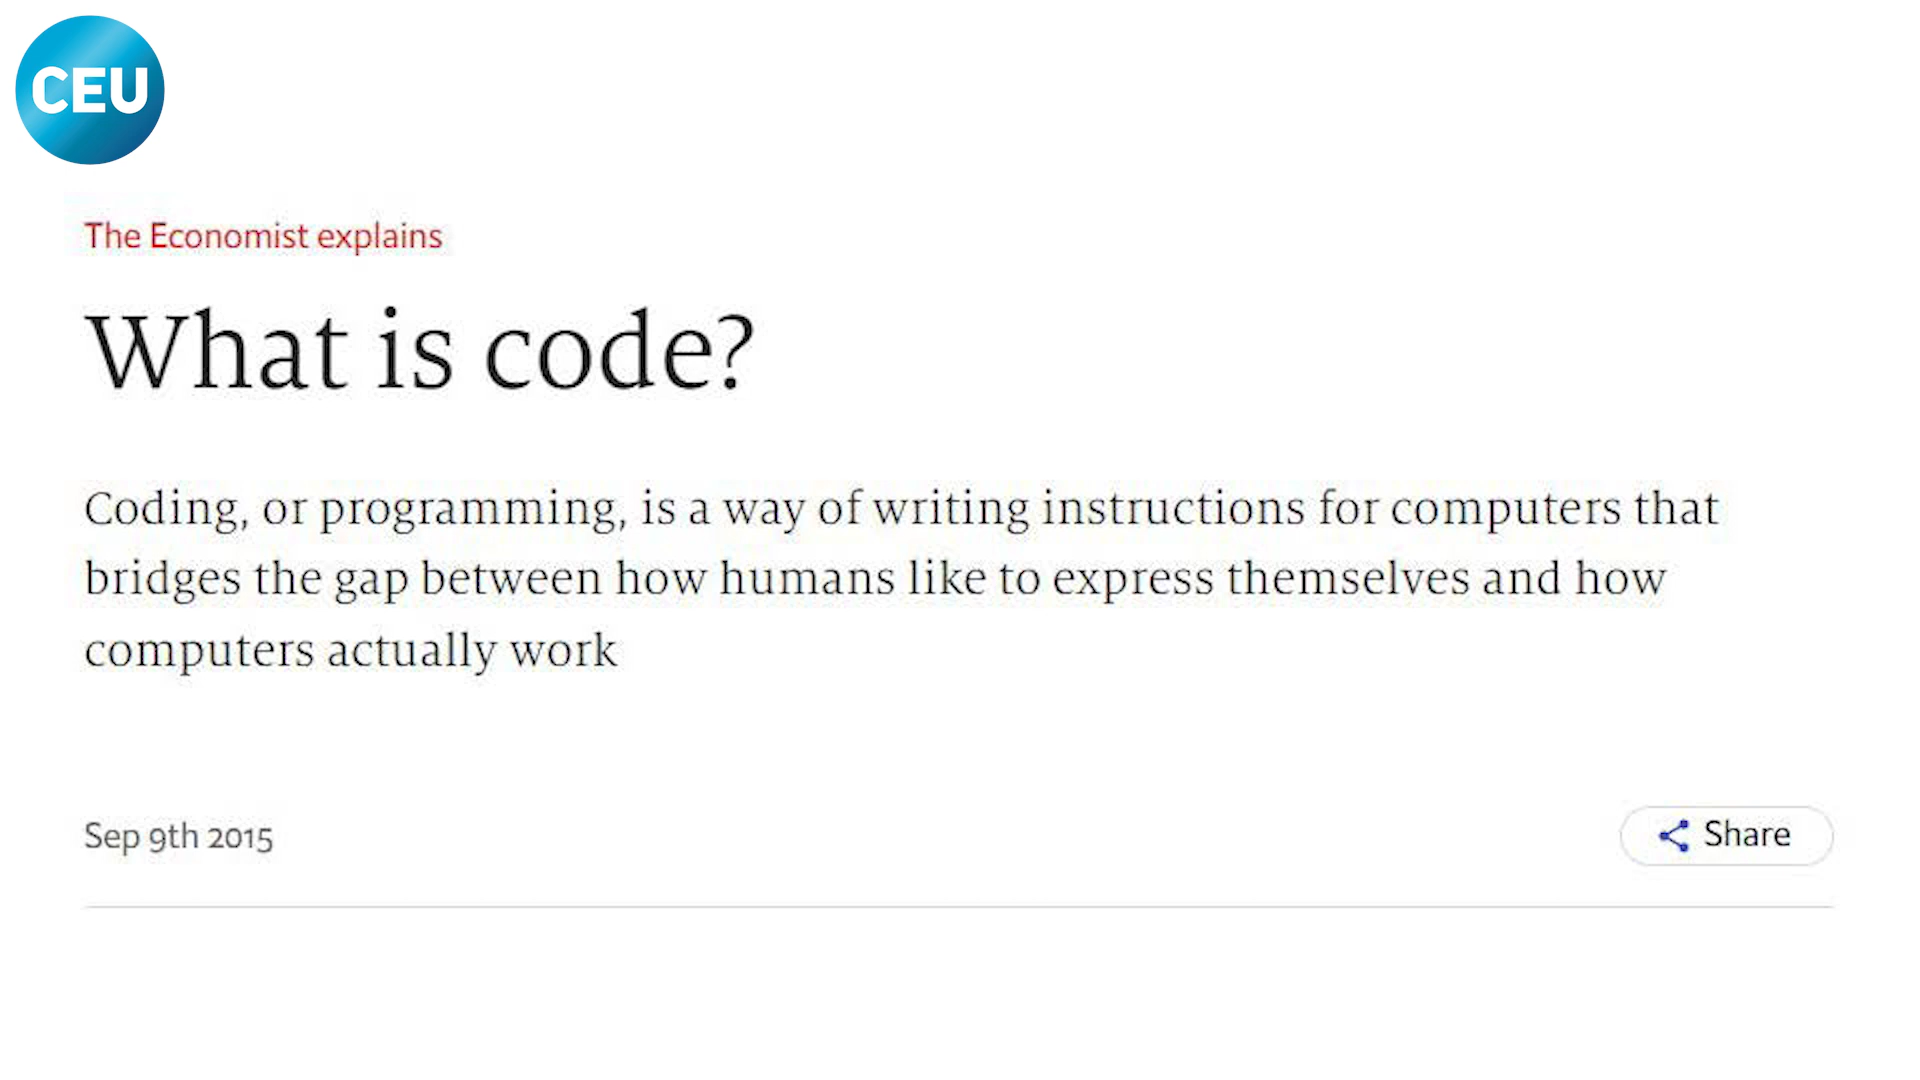 CEU
The Economist explains
What is code?
Coding, or programming, is a way of writing instructions for computers that
bridges the gap between how humans like to express themselves and how
computers actually work
Sep 9th 2015
Share